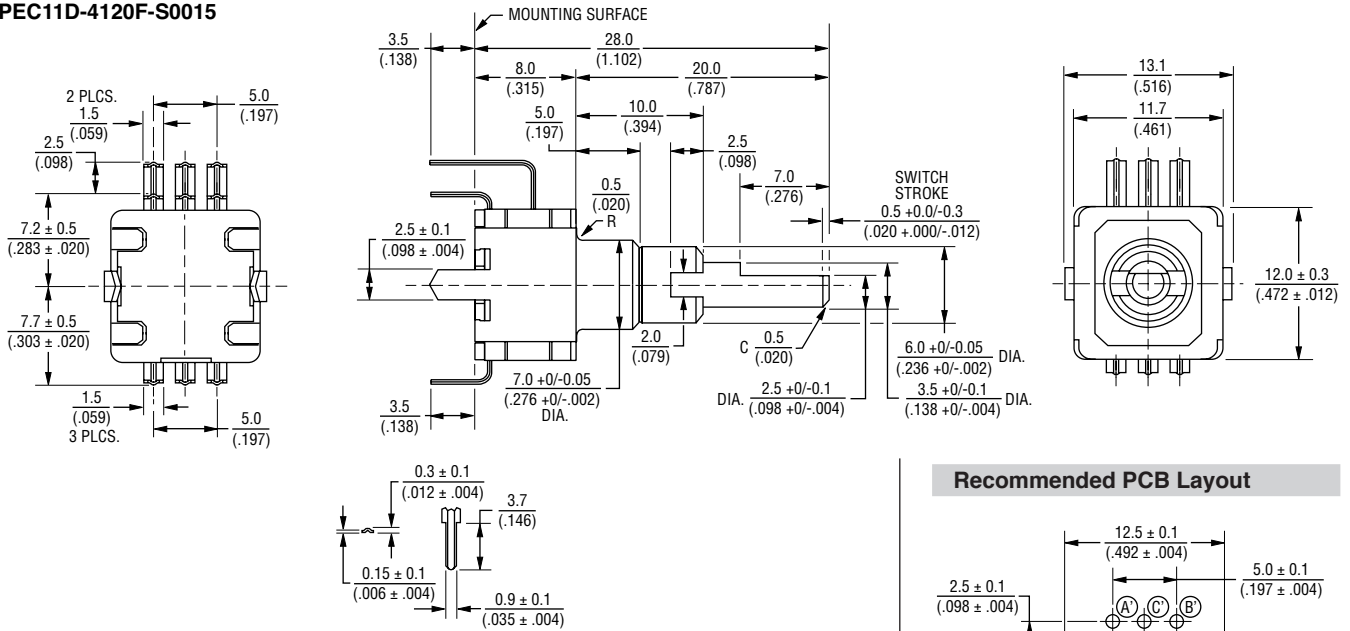 PEC11D-4120F-S0015
MOUNTING SURFACE
3.5
(.138)
28.0
(1.102)
8.0
(.315)
20.0
(.787)
5.0
(.197)
10.0
(.394)
2.5
(.098)
7.0
(.276)
SWITCH
STROKE
0.5 +0.0/-0.3
(.020 +.000/-.012)
0.5
(.020)
R
2.5 ± 0.1
(.098 ± .004)
2.0
(.079)
C 0.5
(.020)
6.0 +0/-0.05 DIA.
(.236 +0/-.002)
7.0 +0/-0.05
(.276 +0/-.002)
DIA.
DIA. 2.5 +0/-0.1
(.098 +0/-.004)
3.5 +0/-0.1 DIA.
(.138 +0/-.004)
3.5
(.138)
2 PLCS.
1.5
(.059)
5.0
(.197)
2.5
(.098)
7.2 ± 0.5
(.283 ± .020)
7.7 ± 0.5
(.303 ± .020)
1.5
(.059)
3 PLCS.
5.0
(.197)
13.1
(.516)
11.7
(.461)
12.0 ± 0.3
(.472 ± .012)
0.3 ± 0.1
(.012 ± .004)
3.7
(.146)
0.15 ± 0.1
(.006 ± .004)
0.9 ± 0.1
(.035 ± .004)
Recommended PCB Layout
12.5 ± 0.1
(.492 ± .004)
2.5 ± 0.1
(.098 ± .004)
5.0 ± 0.1
(.197 ± .004)
A' C' B'